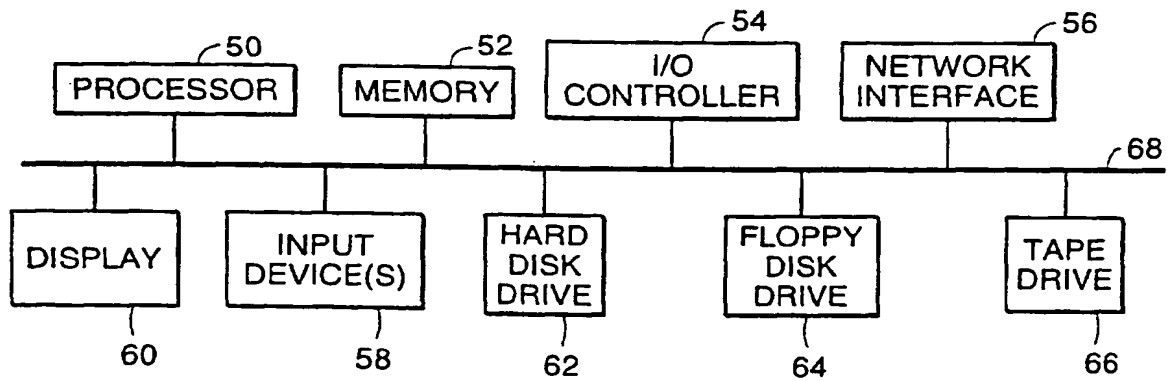 50
PROCESSOR
52
MEMORY
54
I/O
CONTROLLER
56
NETWORK
INTERFACE
68
DISPLAY
60
INPUT
DEVICE(S)
58
HARD
DISK
DRIVE
62
FLOPPY
DISK
DRIVE
64
TAPE
DRIVE
66